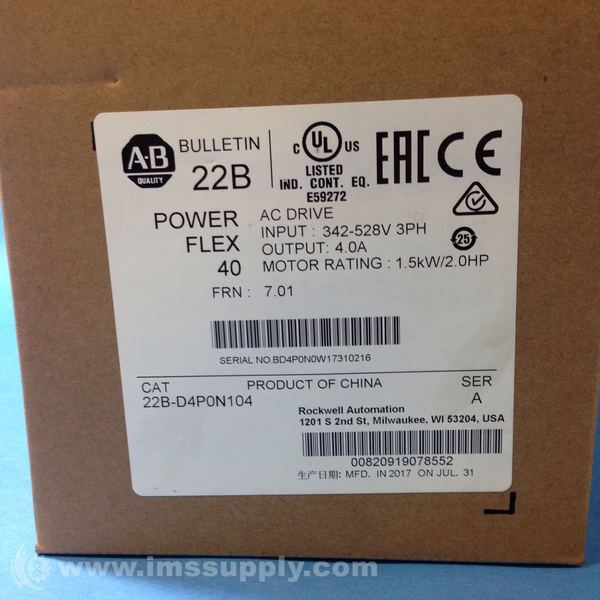 A-B
QUALITY
BULLETIN
22B
C UL US
LISTED
IND. CONT. EQ.
E59272
EAC CE
POWER
FLEX
40
AC DRIVE
INPUT : 342-528V 3PH
OUTPUT: 4.0A
MOTOR RATING : 1.5kW/2.0HP
25
FRN : 7.01
SERIAL NO.BD4P0N0W17310216
CAT
22B-D4P0N104
PRODUCT OF CHINA
SER
A
Rockwell Automation
1201 S 2nd St, Milwaukee, WI 53204, USA
00820919078552
生产日期: MFD. IN 2017 ON JUL. 31
www.imssupply.com